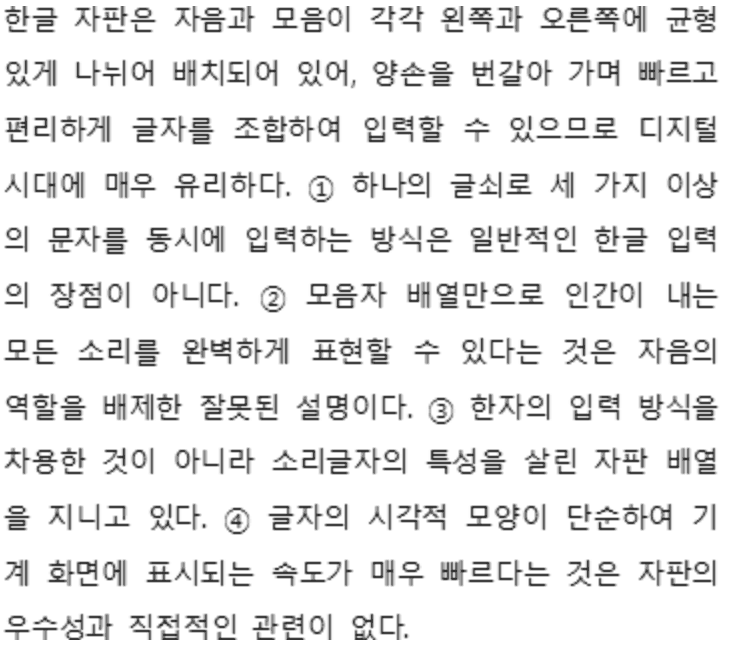 한글 자판은 자음과 모음이 각각 왼쪽과 오른쪽에 균형
있게 나뉘어 배치되어 있어, 양손을 번갈아 가며 빠르고
편리하게 글자를 조합하여 입력할 수 있으므로 디지털
시대에 매우 유리하다. ① 하나의 글쇠로 세 가지 이상
의 문자를 동시에 입력하는 방식은 일반적인 한글 입력
의 장점이 아니다. ② 모음자 배열만으로 인간이 내는
모든 소리를 완벽하게 표현할 수 있다는 것은 자음의
역할을 배제한 잘못된 설명이다. ③ 한자의 입력 방식을
차용한 것이 아니라 소리글자의 특성을 살린 자판 배열
을 지니고 있다. ④ 글자의 시각적 모양이 단순하여 기
계 화면에 표시되는 속도가 매우 빠르다는 것은 자판의
우수성과 직접적인 관련이 없다.